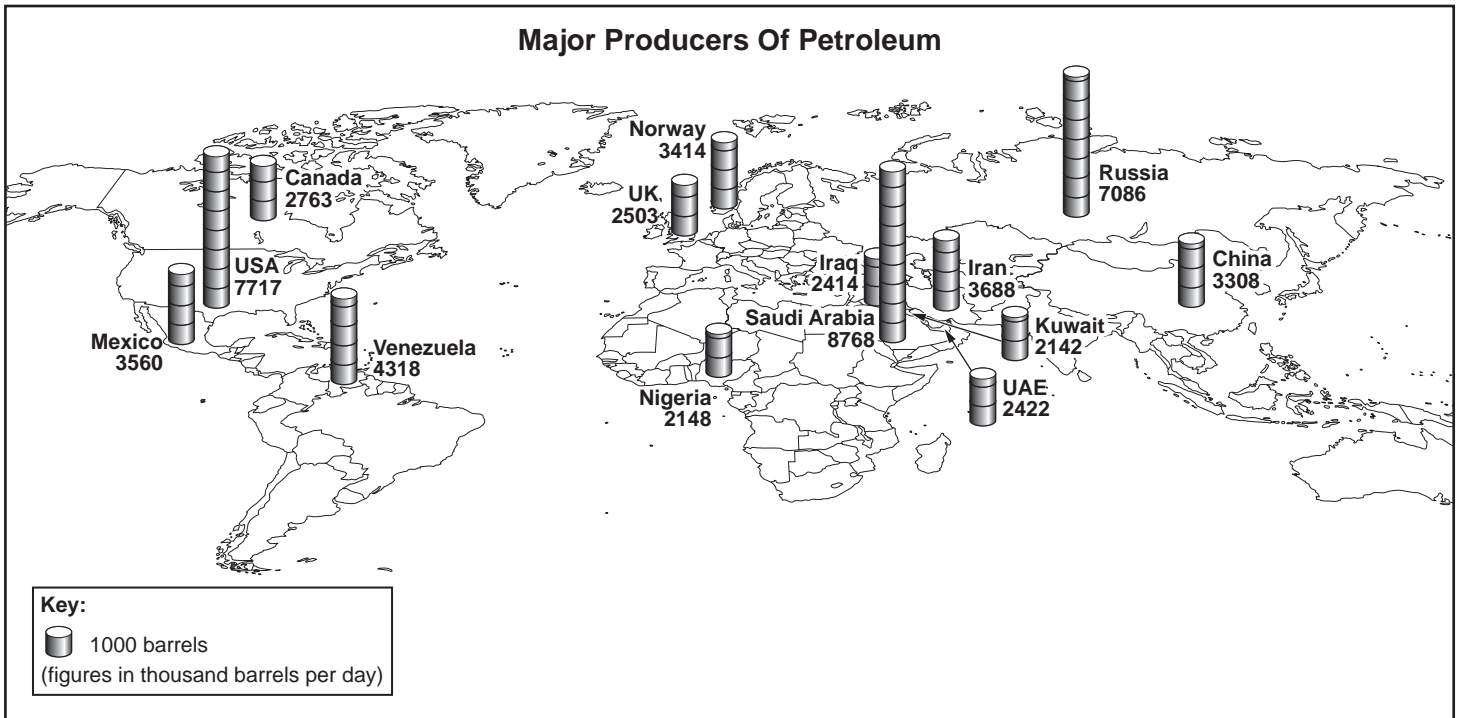 Major Producers Of Petroleum
Norway
3414
Canada
2763
UK
2503
Russia
7086
USA
7717
Iraq
2414
Iran
3688
China
3308
Mexico
3560
Venezuela
4318
Saudi Arabia
8768
Kuwait
2142
Nigeria
2148
UAE
2422
Key:
1000 barrels
(figures in thousand barrels per day)